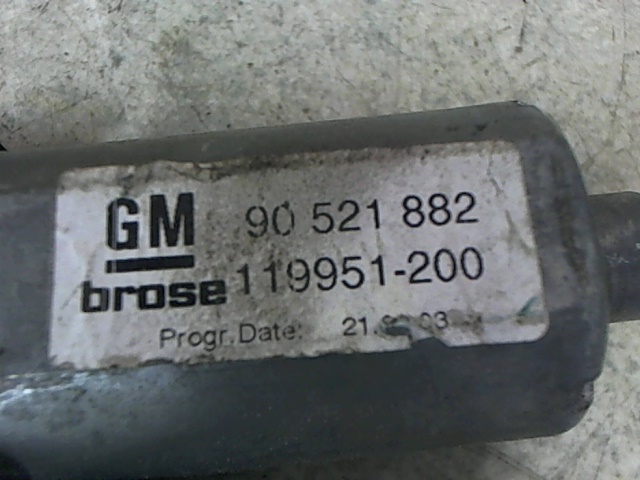 GM 90 521 882
brose 119951-200
Progr. Date: